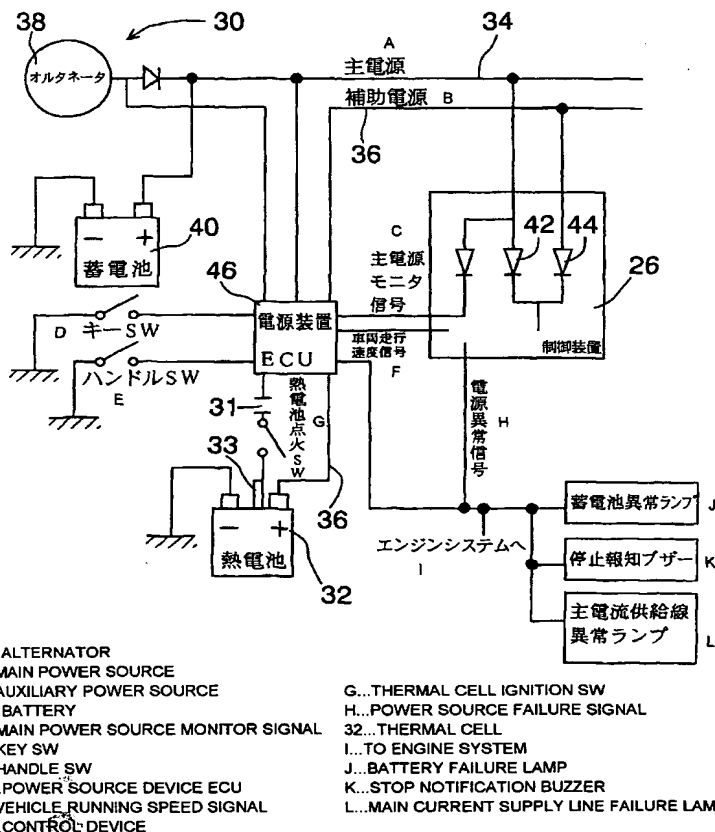 38
30
A
34
オルタネータ
主電源
補助電源 B
36
40
- +
蓄電池
C
主電源
モニタ
信号
42
44
26
46
電源装置
ECU
車両走行
速度信号
F
制御装置
D キーSW
ハンドルSW
E
31
熱電池点火SW
G
33
電源異常信号
H
36
- +
熱電池
32
エンジンシステムへ
I
蓄電池異常ランプ
J
停止報知ブザー
K
主電流供給線
異常ランプ
L
ALTERNATOR
MAIN POWER SOURCE
AUXILIARY POWER SOURCE
BATTERY
MAIN POWER SOURCE MONITOR SIGNAL
KEY SW
HANDLE SW
POWER SOURCE DEVICE ECU
VEHICLE RUNNING SPEED SIGNAL
CONTROL DEVICE
G...THERMAL CELL IGNITION SW
H...POWER SOURCE FAILURE SIGNAL
32...THERMAL CELL
I...TO ENGINE SYSTEM
J...BATTERY FAILURE LAMP
K...STOP NOTIFICATION BUZZER
L...MAIN CURRENT SUPPLY LINE FAILURE LAM